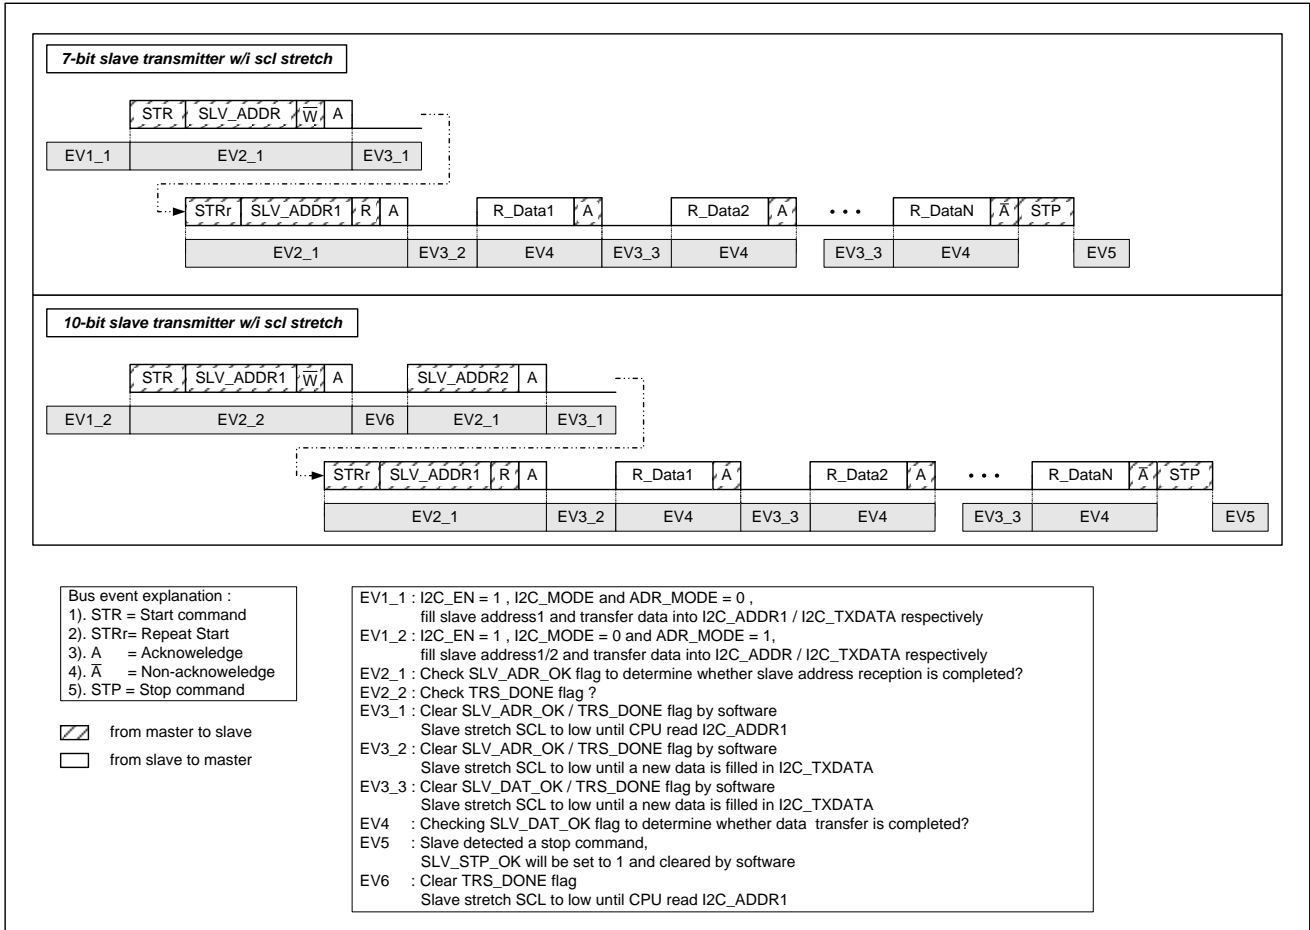 7-bit slave transmitter w/i scl stretch
STR SLV_ADDR W̅ A
EV1_1 EV2_1 EV3_1
STRr SLV_ADDR1 R A R_Data1 A R_Data2 A • • • R_DataN A̅ STP
EV2_1 EV3_2 EV4 EV3_3 EV4 EV3_3 EV4 EV5
10-bit slave transmitter w/i scl stretch
STR SLV_ADDR1 W̅ A SLV_ADDR2 A
EV1_2 EV2_2 EV6 EV2_1 EV3_1
STRr SLV_ADDR1 R A R_Data1 A R_Data2 A • • • R_DataN A̅ STP
EV2_1 EV3_2 EV4 EV3_3 EV4 EV3_3 EV4 EV5
Bus event explanation :
1). STR = Start command
2). STRr= Repeat Start
3). A = Acknoweledge
4). A̅ = Non-acknoweledge
5). STP = Stop command
from master to slave
from slave to master
EV1_1 : I2C_EN = 1 , I2C_MODE and ADR_MODE = 0 ,
fill slave address1 and transfer data into I2C_ADDR1 / I2C_TXDATA respectively
EV1_2 : I2C_EN = 1 , I2C_MODE = 0 and ADR_MODE = 1,
fill slave address1/2 and transfer data into I2C_ADDR / I2C_TXDATA respectively
EV2_1 : Check SLV_ADR_OK flag to determine whether slave address reception is completed?
EV2_2 : Check TRS_DONE flag ?
EV3_1 : Clear SLV_ADR_OK / TRS_DONE flag by software
Slave stretch SCL to low until CPU read I2C_ADDR1
EV3_2 : Clear SLV_ADR_OK / TRS_DONE flag by software
Slave stretch SCL to low until a new data is filled in I2C_TXDATA
EV3_3 : Clear SLV_DAT_OK / TRS_DONE flag by software
Slave stretch SCL to low until a new data is filled in I2C_TXDATA
EV4 : Checking SLV_DAT_OK flag to determine whether data transfer is completed?
EV5 : Slave detected a stop command,
SLV_STP_OK will be set to 1 and cleared by software
EV6 : Clear TRS_DONE flag
Slave stretch SCL to low until CPU read I2C_ADDR1